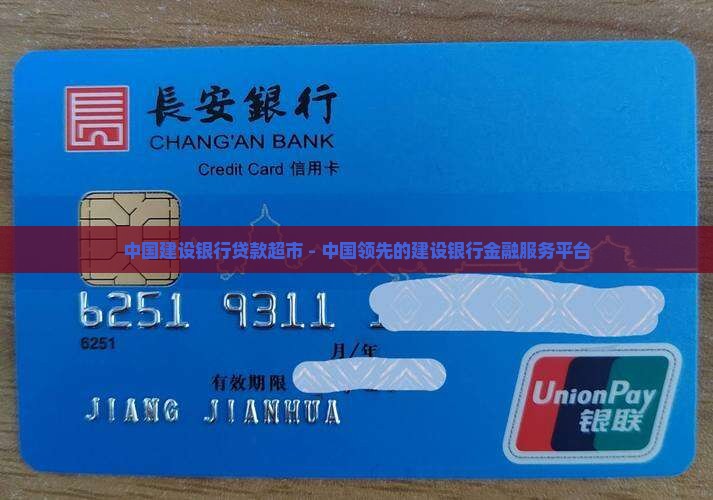 長安銀行
CHANG'AN BANK
Credit Card 信用卡
中国建设银行贷款超市 - 中国领先的建设银行金融服务平台
6251 9311 1
6251
月/年
有效期限
JIANG JIANHUA
UnionPay
银联